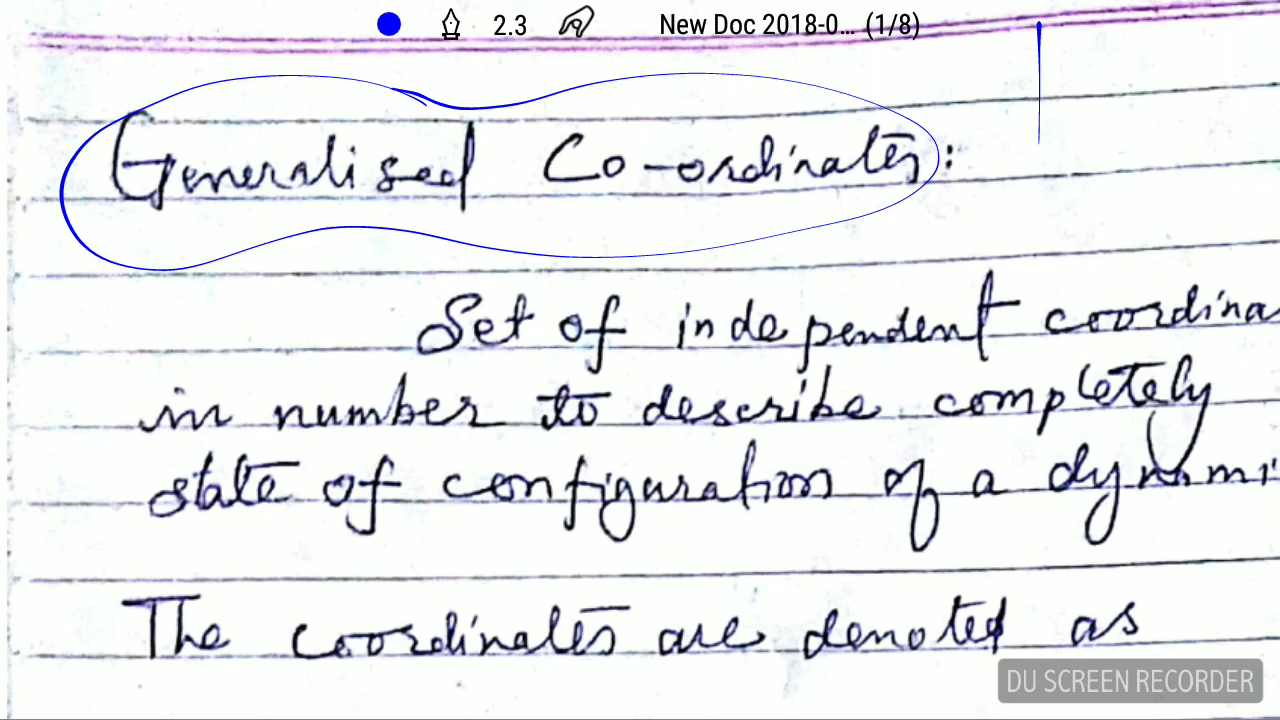 2.3 New Doc 2018-0... (1/8)
Generalised Co-ordinates:
Set of independent coordina
in number to describe completely
state of configuration of a dynami
The coordinates are denoted as
DU SCREEN RECORDER